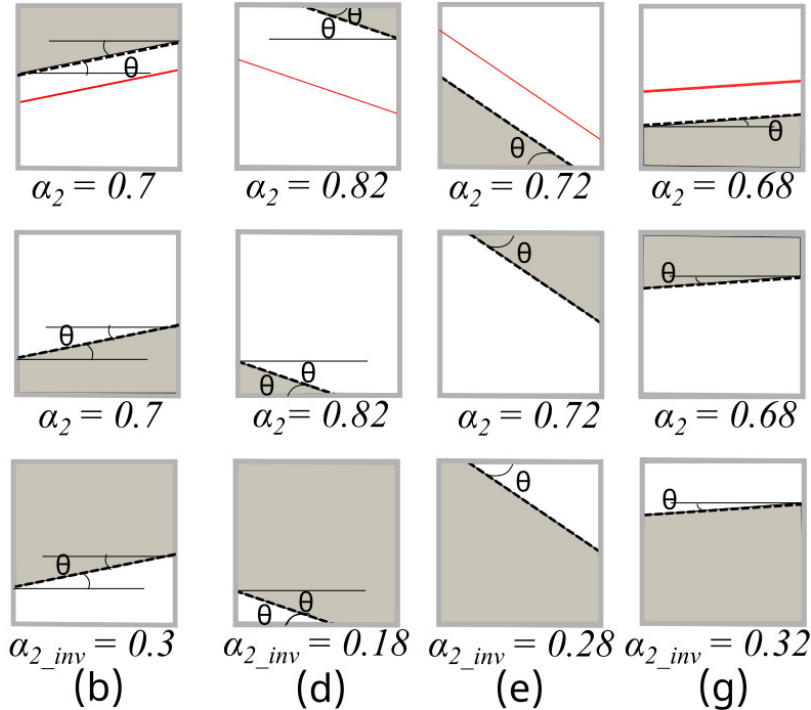 θ θ θ θ θ
α2 = 0.7 α2 = 0.82 α2 = 0.72 α2 = 0.68
θ θ θ θ θ
α2 = 0.7 α2 = 0.82 α2 = 0.72 α2 = 0.68
θ θ θ θ θ
α2_inv = 0.3 α2_inv = 0.18 α2_inv = 0.28 α2_inv = 0.32
(b) (d) (e) (g)